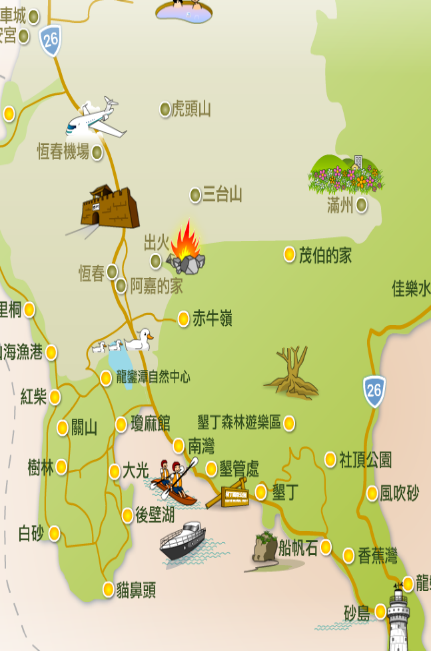 車城
安宮
26
虎頭山
恆春機場
三台山
滿州
出火
茂伯的家
恆春
阿嘉的家
佳樂水
里桐
赤牛嶺
海漁港
龍鑾潭自然中心
26
紅柴
關山
瓊麻館
墾丁森林遊樂區
南灣
樹林
大光
墾管處
社頂公園
墾丁
風吹砂
後壁湖
白砂
船帆石
香蕉灣
貓鼻頭
龍
砂島